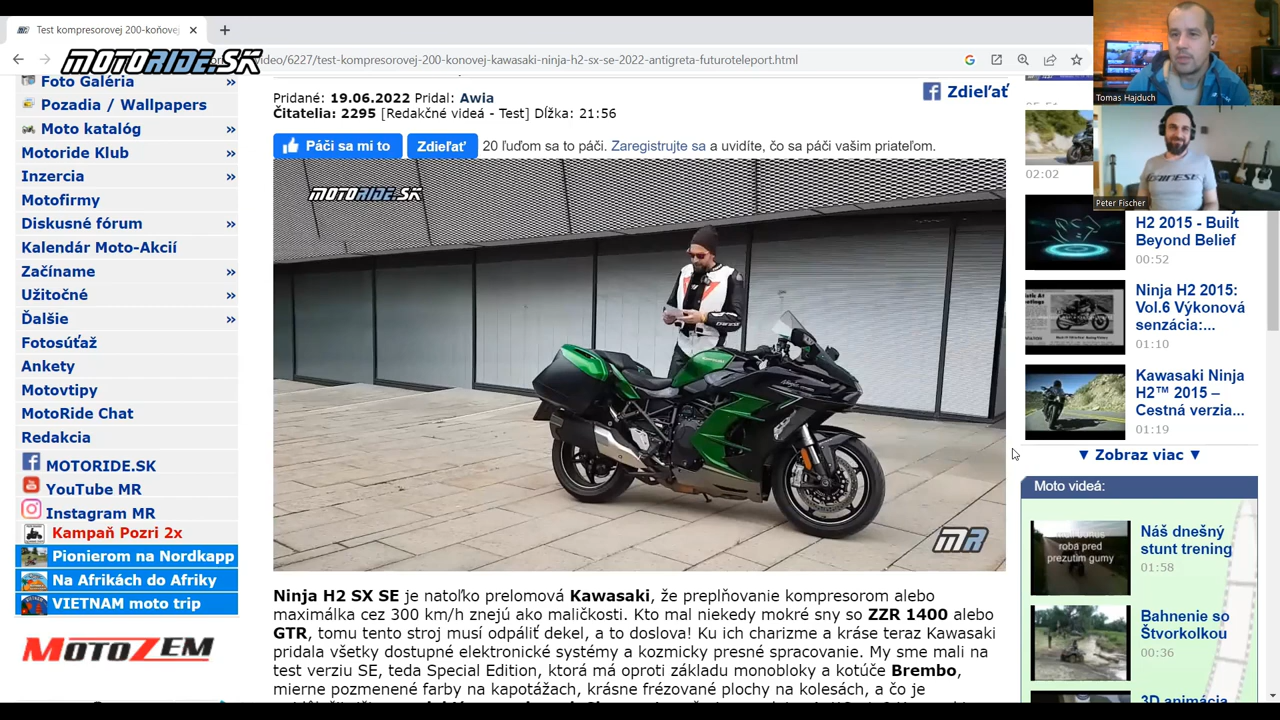 Test kompresorovej 200-koňovej
MOTORIDE.SK
video/6227/test-kompresorovej-200
ej-kawasaki-ninja-h2-sx-se-2022-antigreta-futuroteleport.html
Tomas Hajduch
Peter Fischer
DAINESE
Foto Galéria »
Pozadia / Wallpapers
Moto katalóg »
Motoride Klub »
Inzercia »
Motofirmy
Diskusné fórum »
Kalendár Moto-Akcií
Začíname »
Užitočné »
Ďalšie »
Fotosúťaž
Ankety
Motovtipy
MotoRide Chat
Redakcia
MOTORIDE.SK
YouTube MR
Instagram MR
Kampaň Pozri 2x
Pionierom na Nordkapp
Na Afrikách do Afriky
VIETNAM moto trip
MOTOZEM
Pridané: 19.06.2022 Pridal: Awia
Čitatelia: 2295 [Redakčné videá - Test] Dĺžka: 21:56
Zdieľať
Páči sa mi to
Zdieľať
20 ľuďom sa to páči. Zaregistrujte sa a uvidíte, čo sa páči vašim priateľom.
MOTORIDE.SK
MR
Ninja H2 SX SE je natoľko prelomová Kawasaki, že preplňovanie kompresorom alebo
maximálka cez 300 km/h znejú ako maličkosti. Kto mal niekedy mokré sny so ZZR 1400 alebo
GTR, tomu tento stroj musí odpáliť dekel, a to doslova! Ku ich charizme a kráse teraz Kawasaki
pridala všetky dostupné elektronické systémy a kozmicky presné spracovanie. My sme mali na
test verziu SE, teda Special Edition, ktorá má oproti základu monobloky a kotúče Brembo,
mierne pozmenené farby na kapotážach, krásne frézované plochy na kolesách, a čo je
02:02
H2 2015 - Built
Beyond Belief
00:52
Ninja H2 2015:
Vol.6 Výkonová
senzácia:...
01:10
Kawasaki Ninja
H2™ 2015 –
Cestná verzia...
01:19
▼ Zobraz viac ▼
Moto videá:
roba pred
prezutim gumy
Náš dnešný
stunt trening
01:58
Bahnenie so
Štvorkolkou
00:36
3D animácia